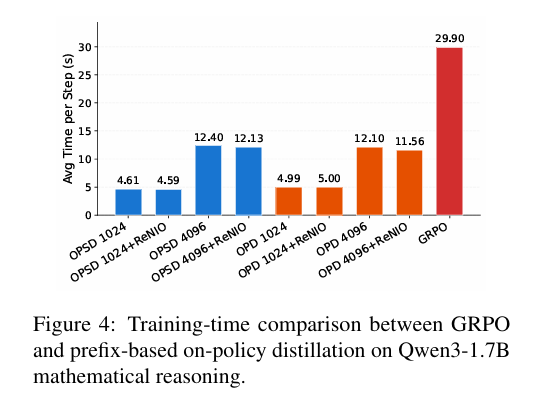 Avg Time per Step (s)
30
25
20
15
10
5
0
4.61
4.59
12.40
12.13
4.99
5.00
12.10
11.56
29.90
OPSD 1024
OPSD 1024+ReNIO
OPSD 4096
OPSD 4096+ReNIO
OPD 1024
OPD 1024+ReNIO
OPD 4096
OPD 4096+ReNIO
GRPO
Figure 4: Training-time comparison between GRPO
and prefix-based on-policy distillation on Qwen3-1.7B
mathematical reasoning.